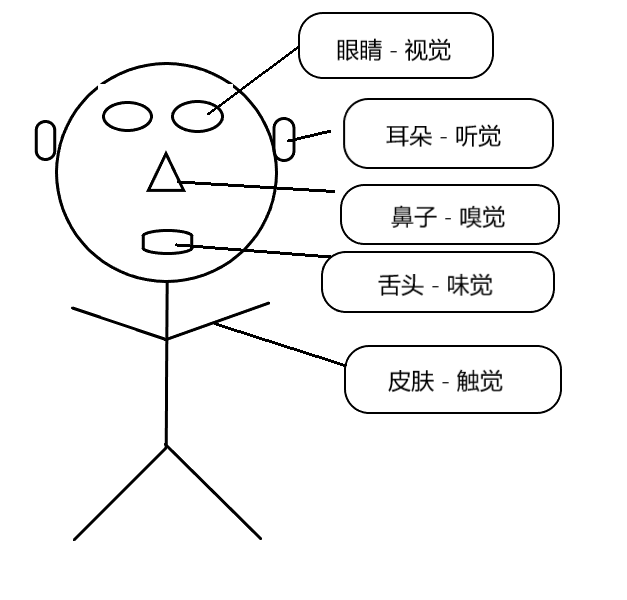 眼睛 - 视觉
耳朵 - 听觉
鼻子 - 嗅觉
舌头 - 味觉
皮肤 - 触觉